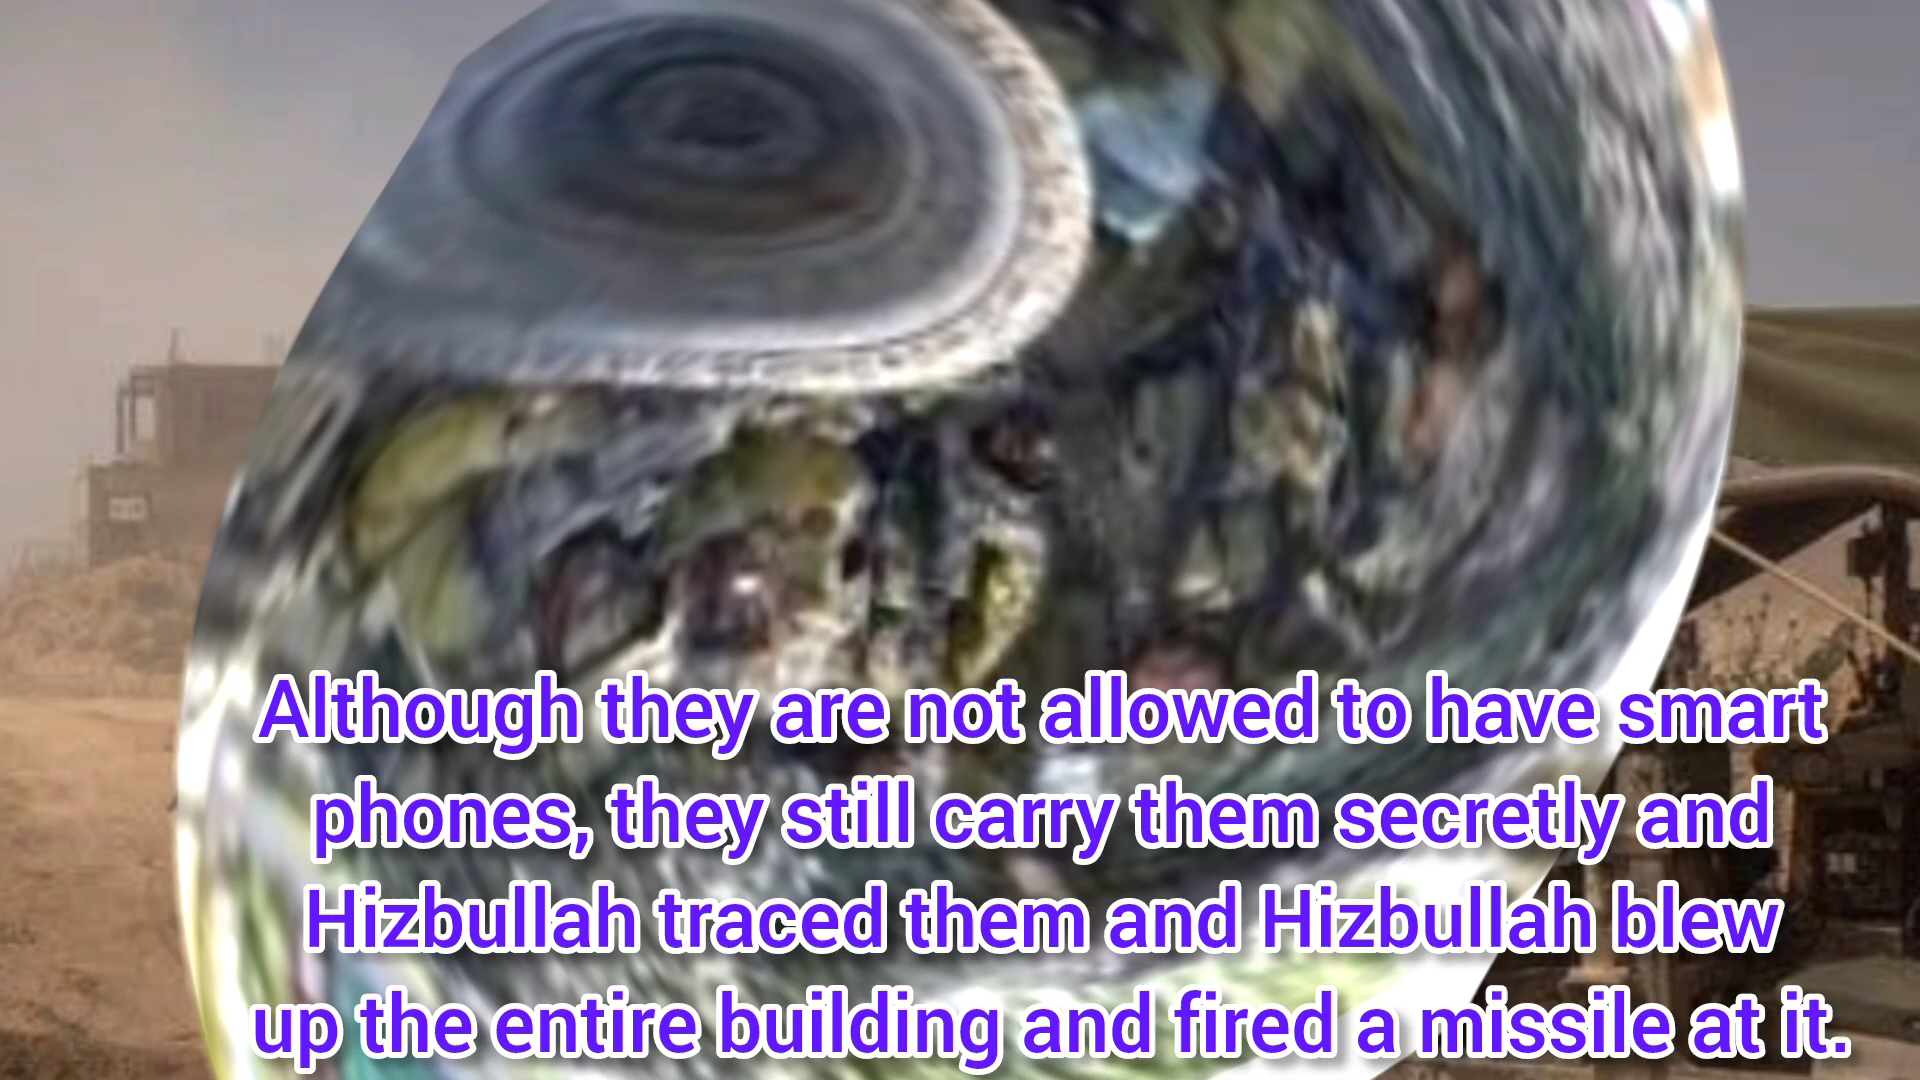 Although they are not allowed to have smart
phones, they still carry them secretly and
Hizbullah traced them and Hizbullah blew
up the entire building and fired a missile at it.